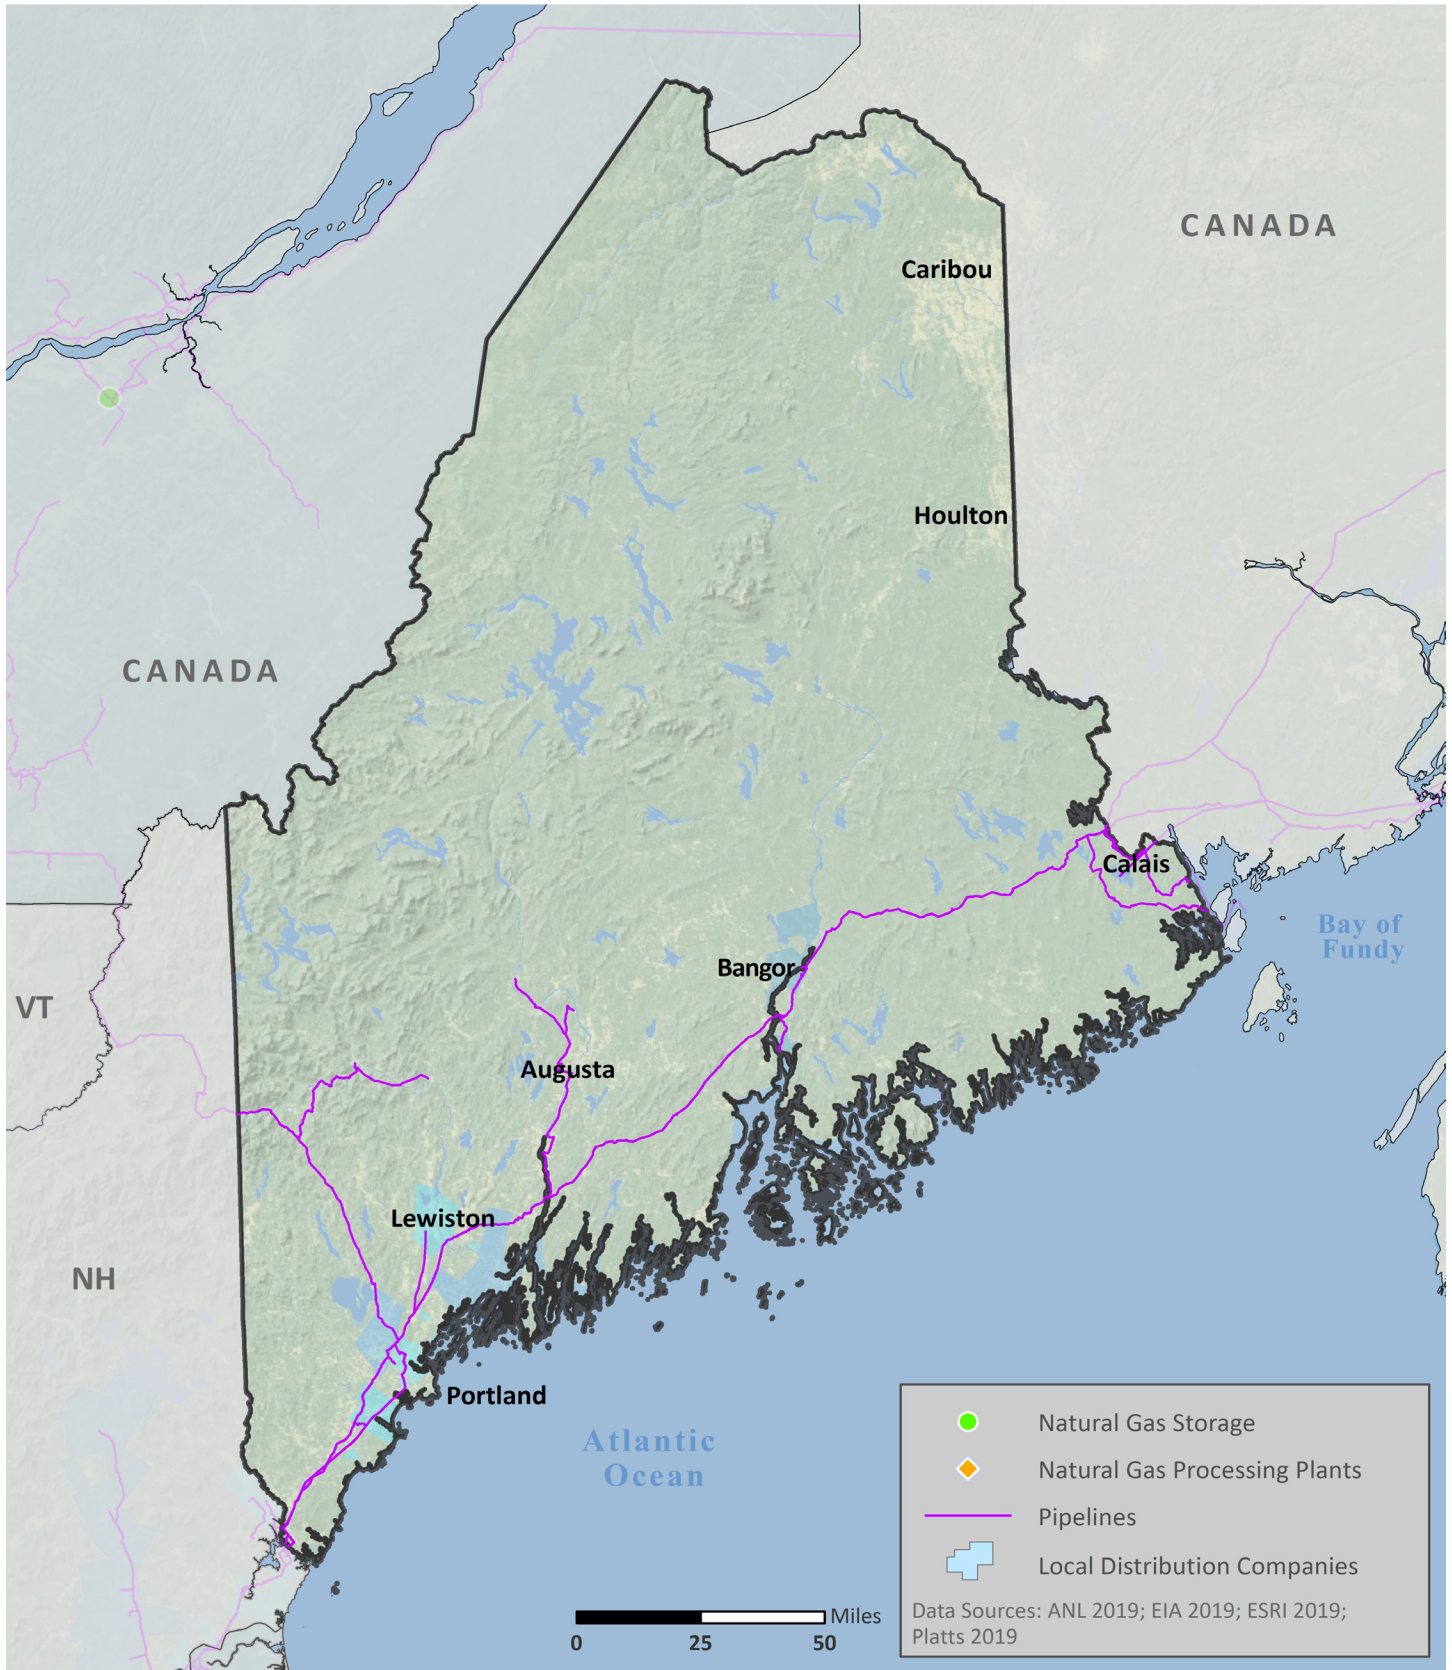 CANADA
Caribou
Houlton
CANADA
Calais
Bay of
Fundy
Bangor
VT
Augusta
Lewiston
NH
Portland
Atlantic
Ocean
Natural Gas Storage
Natural Gas Processing Plants
Pipelines
Local Distribution Companies
Data Sources: ANL 2019; EIA 2019; ESRI 2019;
Platts 2019
Miles
0 25 50